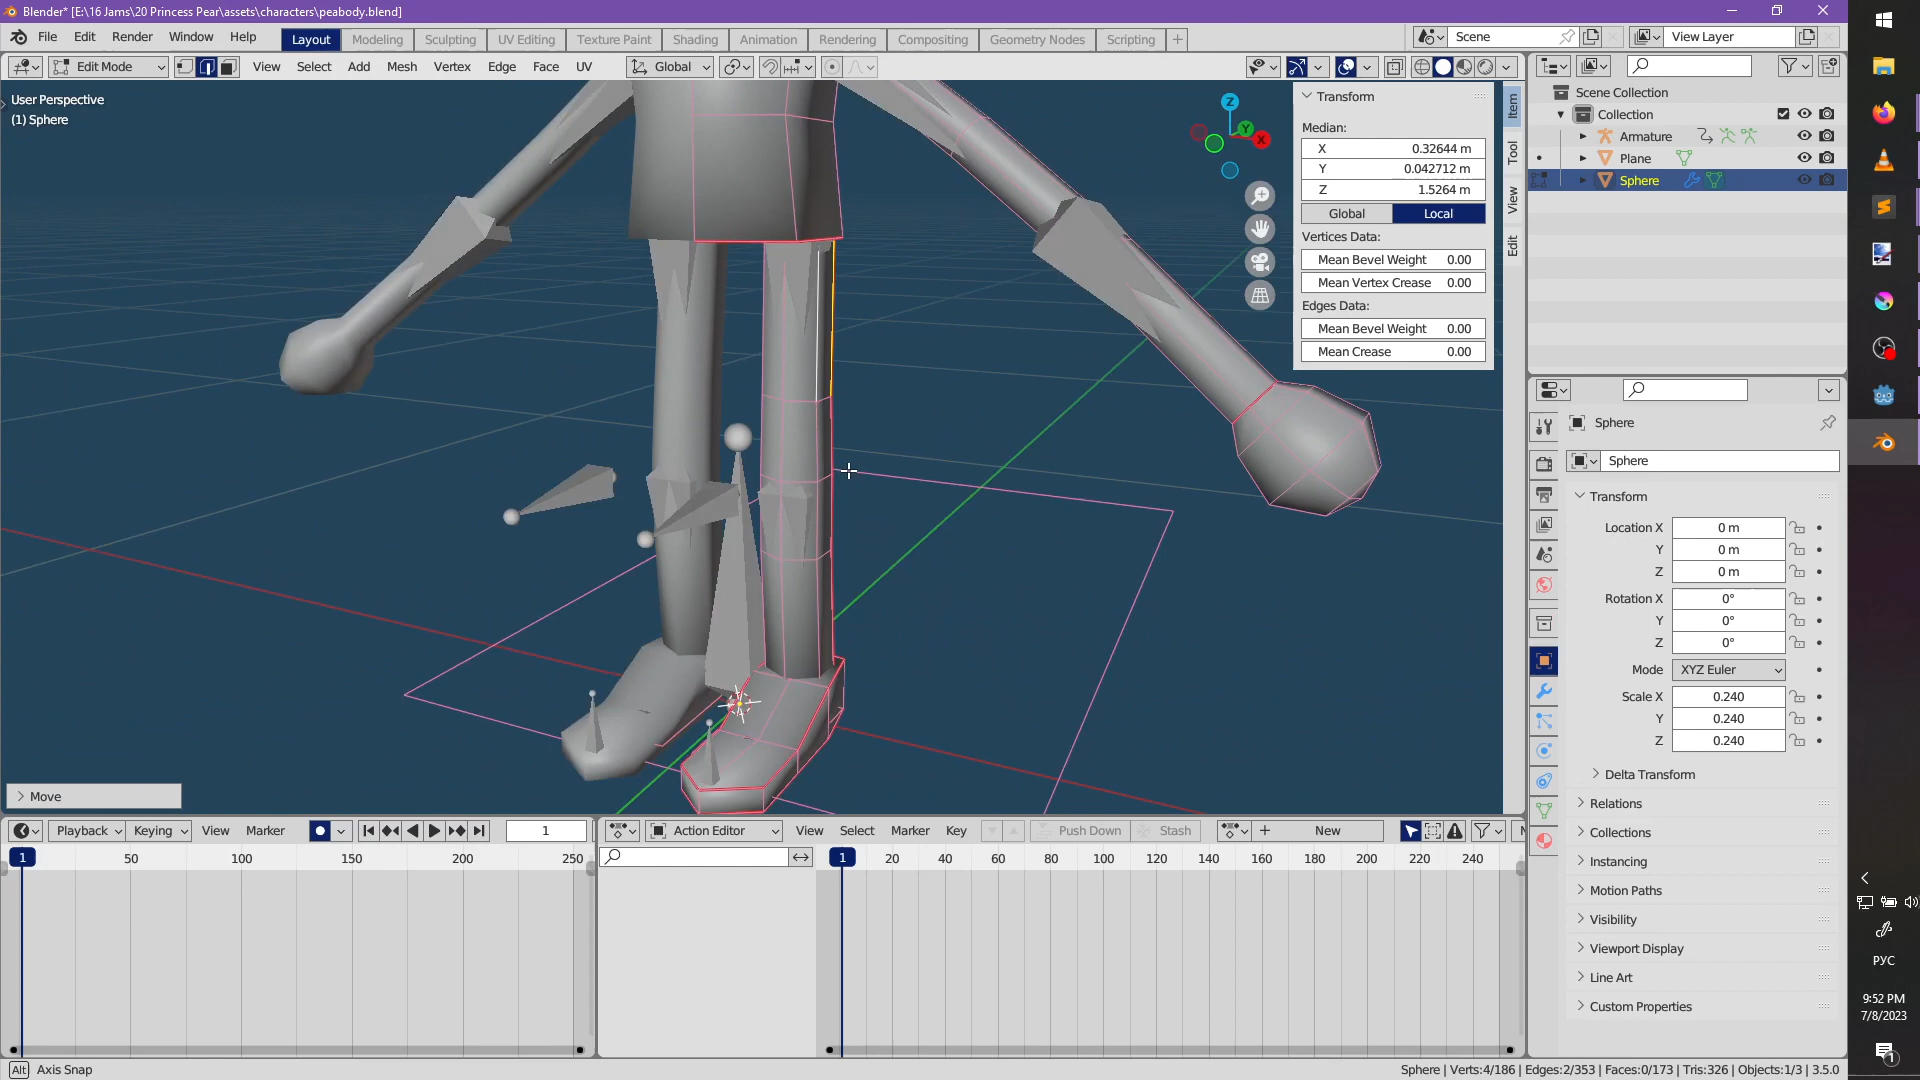 Blender* [E:\16 Jams\20 Princess Pear\assets\characters\peabody.blend]
File Edit Render Window Help Layout Modeling Sculpting UV Editing Texture Paint Shading Animation Rendering Compositing Geometry Nodes Scripting + Scene View Layer
Edit Mode View Select Add Mesh Vertex Edge Face UV Global
User Perspective
(1) Sphere
Z
Y
X
Transform
Median:
X 0.32644 m
Y 0.042712 m
Z 1.5264 m
Global Local
Vertices Data:
Mean Bevel Weight 0.00
Mean Vertex Crease 0.00
Edges Data:
Mean Bevel Weight 0.00
Mean Crease 0.00
Item
Tool
View
Edit
Scene Collection
Collection
Armature
Plane
Sphere
Sphere
Sphere
Transform
Location X 0 m
Y 0 m
Z 0 m
Rotation X 0°
Y 0°
Z 0°
Mode XYZ Euler
Scale X 0.240
Y 0.240
Z 0.240
Delta Transform
Relations
Collections
Instancing
Motion Paths
Visibility
Viewport Display
Line Art
Custom Properties
Move
Playback Keying View Marker 1
1 50 100 150 200 250
Action Editor View Select Marker Key Push Down Stash + New
1 20 40 60 80 100 120 140 160 180 200 220 240
Alt Axis Snap
Sphere | Verts:4/186 | Edges:2/353 | Faces:0/173 | Tris:326 | Objects:1/3 | 3.5.0
РУС
9:52 PM
7/8/2023
1